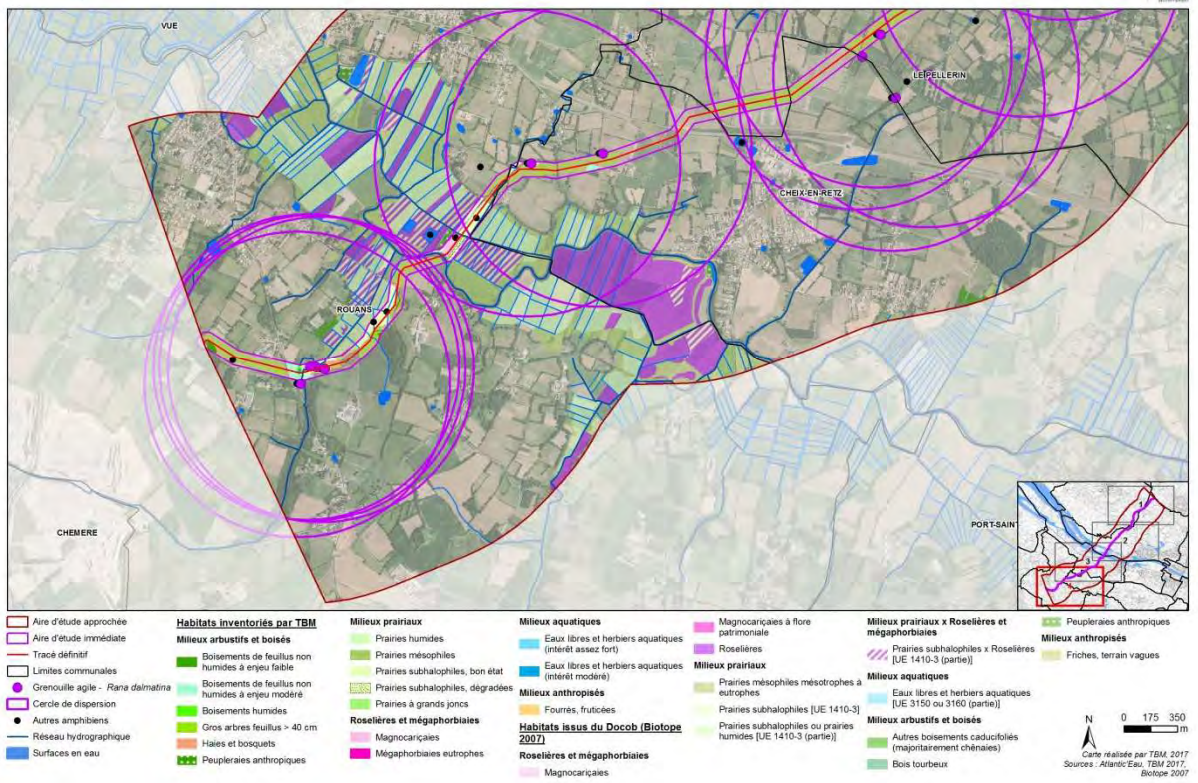 VUE
LE PELLERIN
CHEIX-EN-RETZ
ROUANS
CHEMERE
PORT-SAINT
1
2
3
Aire d'étude approchée
Aire d'étude immédiate
Tracé définitif
Limites communales
Grenouille agile - Rana dalmatina
Cercle de dispersion
Autres amphibiens
Réseau hydrographique
Surfaces en eau
Habitats inventoriés par TBM
Milieux arbustifs et boisés
Boisements de feuillus non
humides à enjeu faible
Boisements de feuillus non
humides à enjeu modéré
Boisements humides
Gros arbres feuillus > 40 cm
Haies et bosquets
Peupleraies anthropiques
Milieux prairiaux
Prairies humides
Prairies mésophiles
Prairies subhalophiles, bon état
Prairies subhalophiles, dégradées
Prairies à grands joncs
Roselières et mégaphorbiaies
Magnocariçaies
Mégaphorbiaies eutrophes
Milieux aquatiques
Eaux libres et herbiers aquatiques
(intérêt assez fort)
Eaux libres et herbiers aquatiques
(intérêt modéré)
Milieux anthropisés
Fourrés, fruticées
Habitats issus du Docob (Biotope
2007)
Roselières et mégaphorbiaies
Magnocariçaies
Magnocariçaies à flore
patrimoniale
Roselières
Milieux prairiaux
Prairies mésophiles mésotrophes à
eutrophes
Prairies subhalophiles [UE 1410-3]
Prairies subhalophiles ou prairies
humides [UE 1410-3 (partie)]
Milieux prairiaux x Roselières et
mégaphorbiaies
Prairies subhalophiles x Roselières
[UE 1410-3 (partie)]
Milieux aquatiques
Eaux libres et herbiers aquatiques
[UE 3150 ou 3160 (partie)]
Milieux arbustifs et boisés
Autres boisements caducifoliés
(majoritairement chênaies)
Bois tourbeux
Peupleraies anthropiques
Milieux anthropisés
Friches, terrain vagues
N
0 175 350
m
Carte réalisée par TBM, 2017
Sources : Atlantic'Eau, TBM 2017,
Biotope 2007